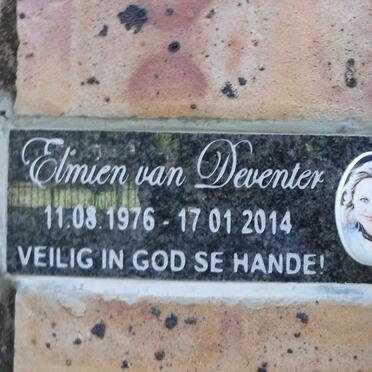 Elmien van Deventer
11.08.1976 - 17 01 2014
VEILIG IN GOD SE HANDE!